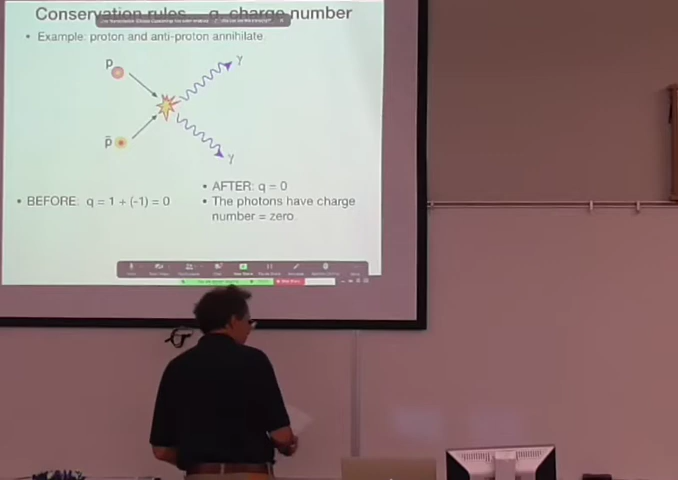 Conservation rules – q, charge number
• Example: proton and anti-proton annihilate.
p
γ
p̄
γ
• BEFORE: q = 1 + (-1) = 0
• AFTER: q = 0
• The photons have charge
number = zero.